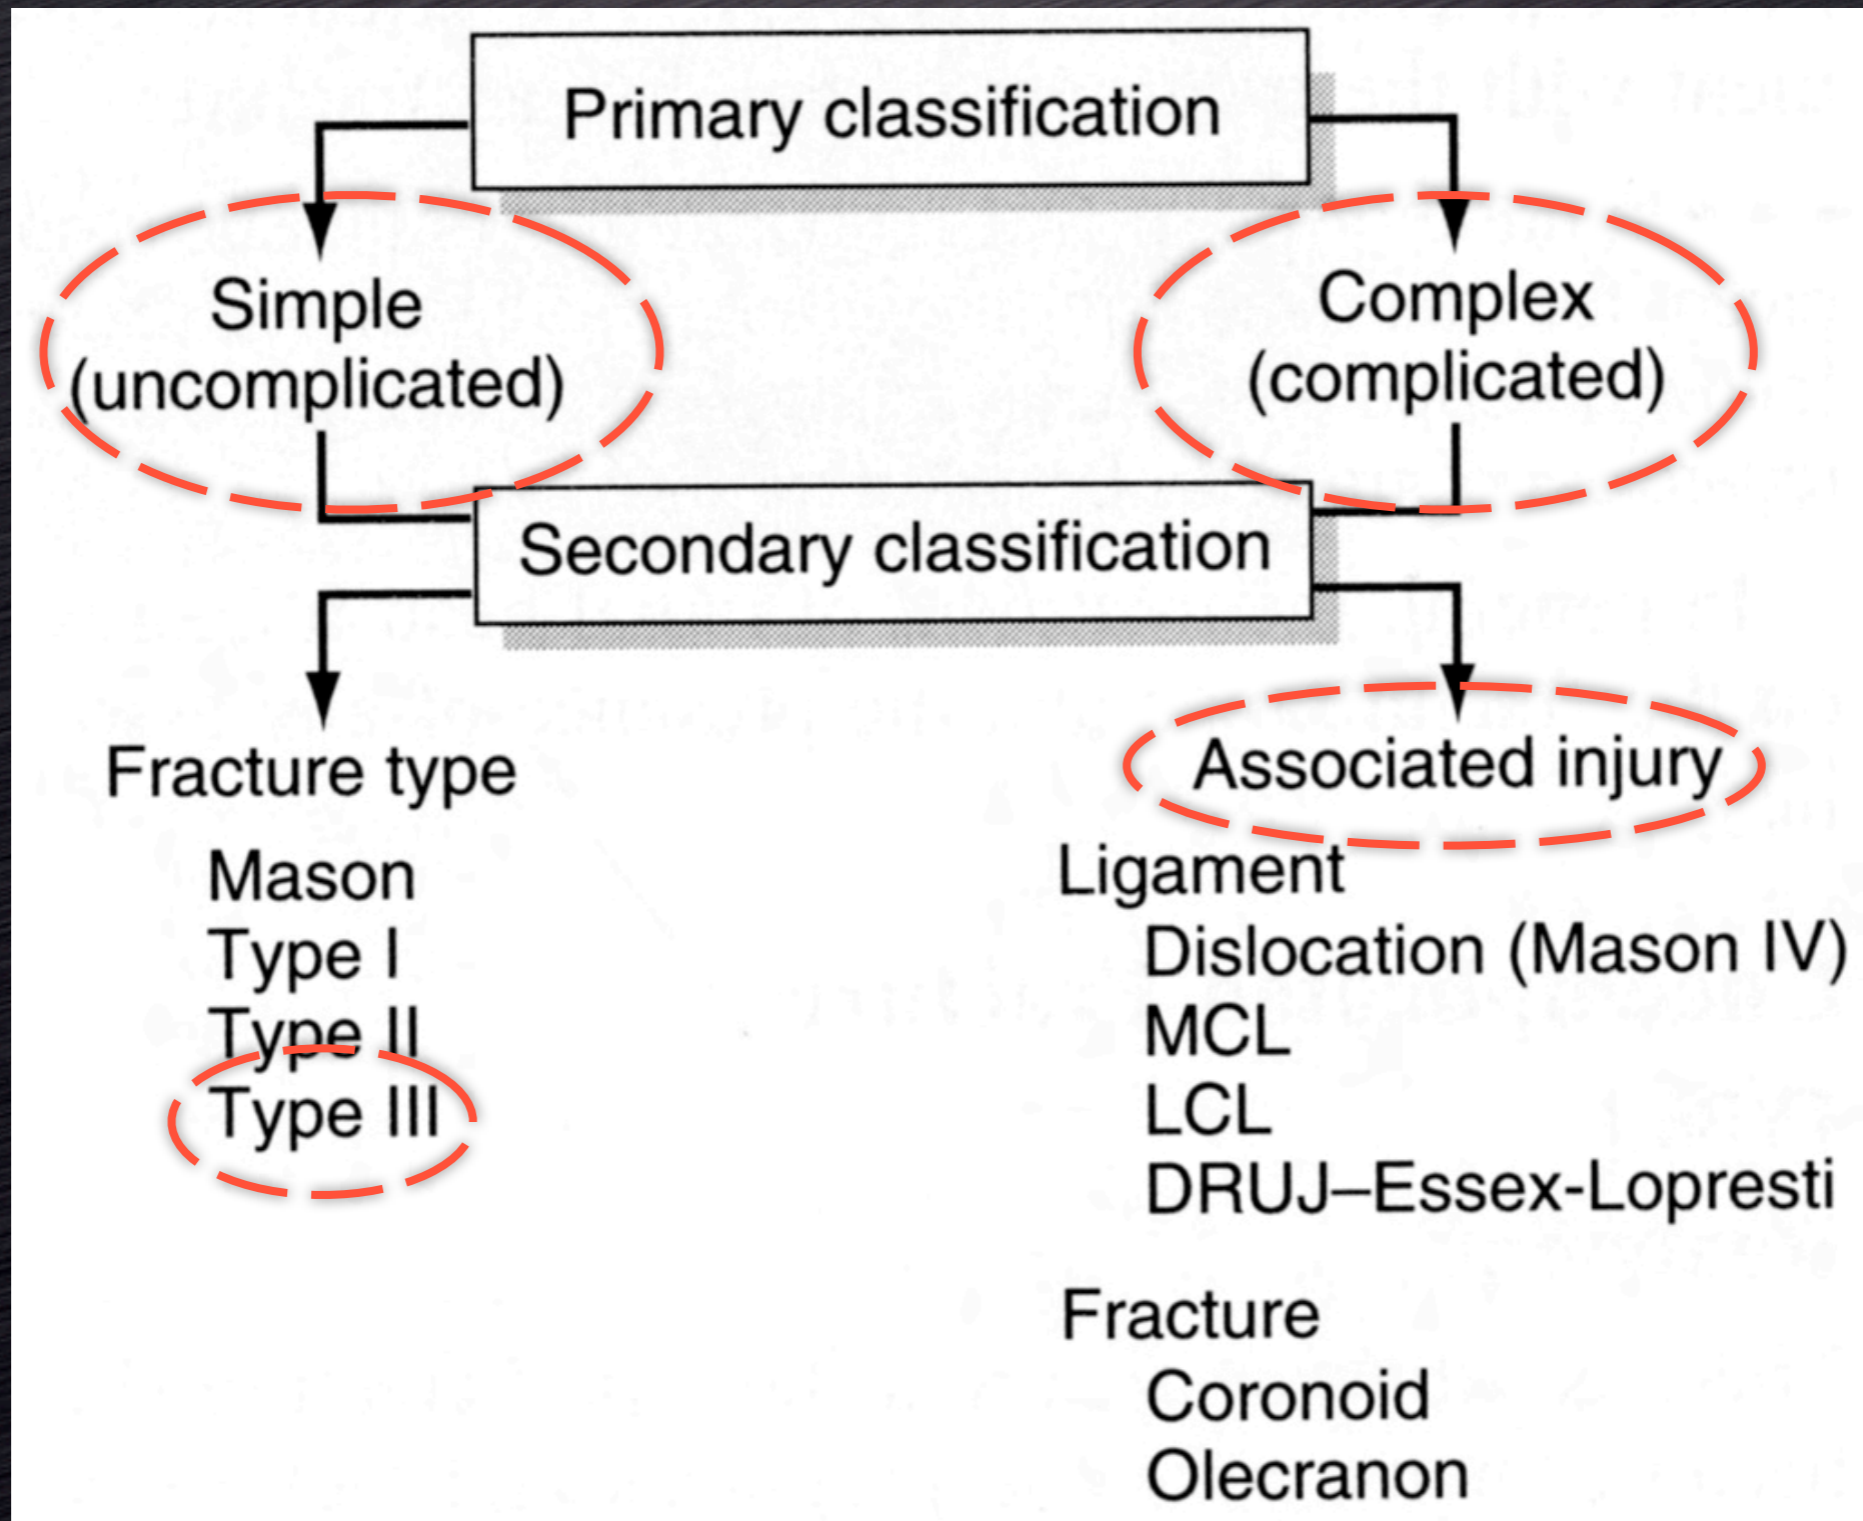 Primary classification
Simple
(uncomplicated)
Complex
(complicated)
Secondary classification
Fracture type
Mason
Type I
Type II
Type III
Associated injury
Ligament
Dislocation (Mason IV)
MCL
LCL
DRUJ–Essex-Lopresti
Fracture
Coronoid
Olecranon